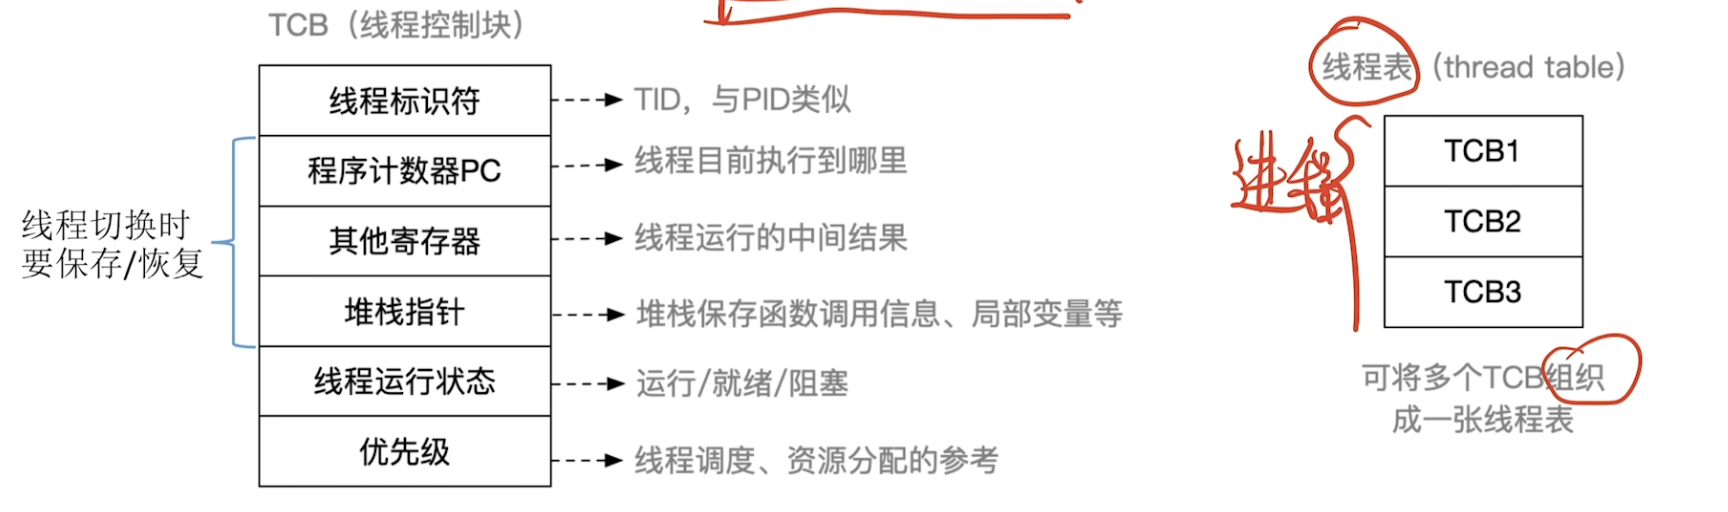 TCB（线程控制块）
线程标识符
TID，与PID类似
程序计数器PC
线程目前执行到哪里
其他寄存器
线程运行的中间结果
堆栈指针
堆栈保存函数调用信息、局部变量等
线程运行状态
运行/就绪/阻塞
优先级
线程调度、资源分配的参考
线程切换时
要保存/恢复
线程表（thread table）
进程
TCB1
TCB2
TCB3
可将多个TCB组织
成一张线程表